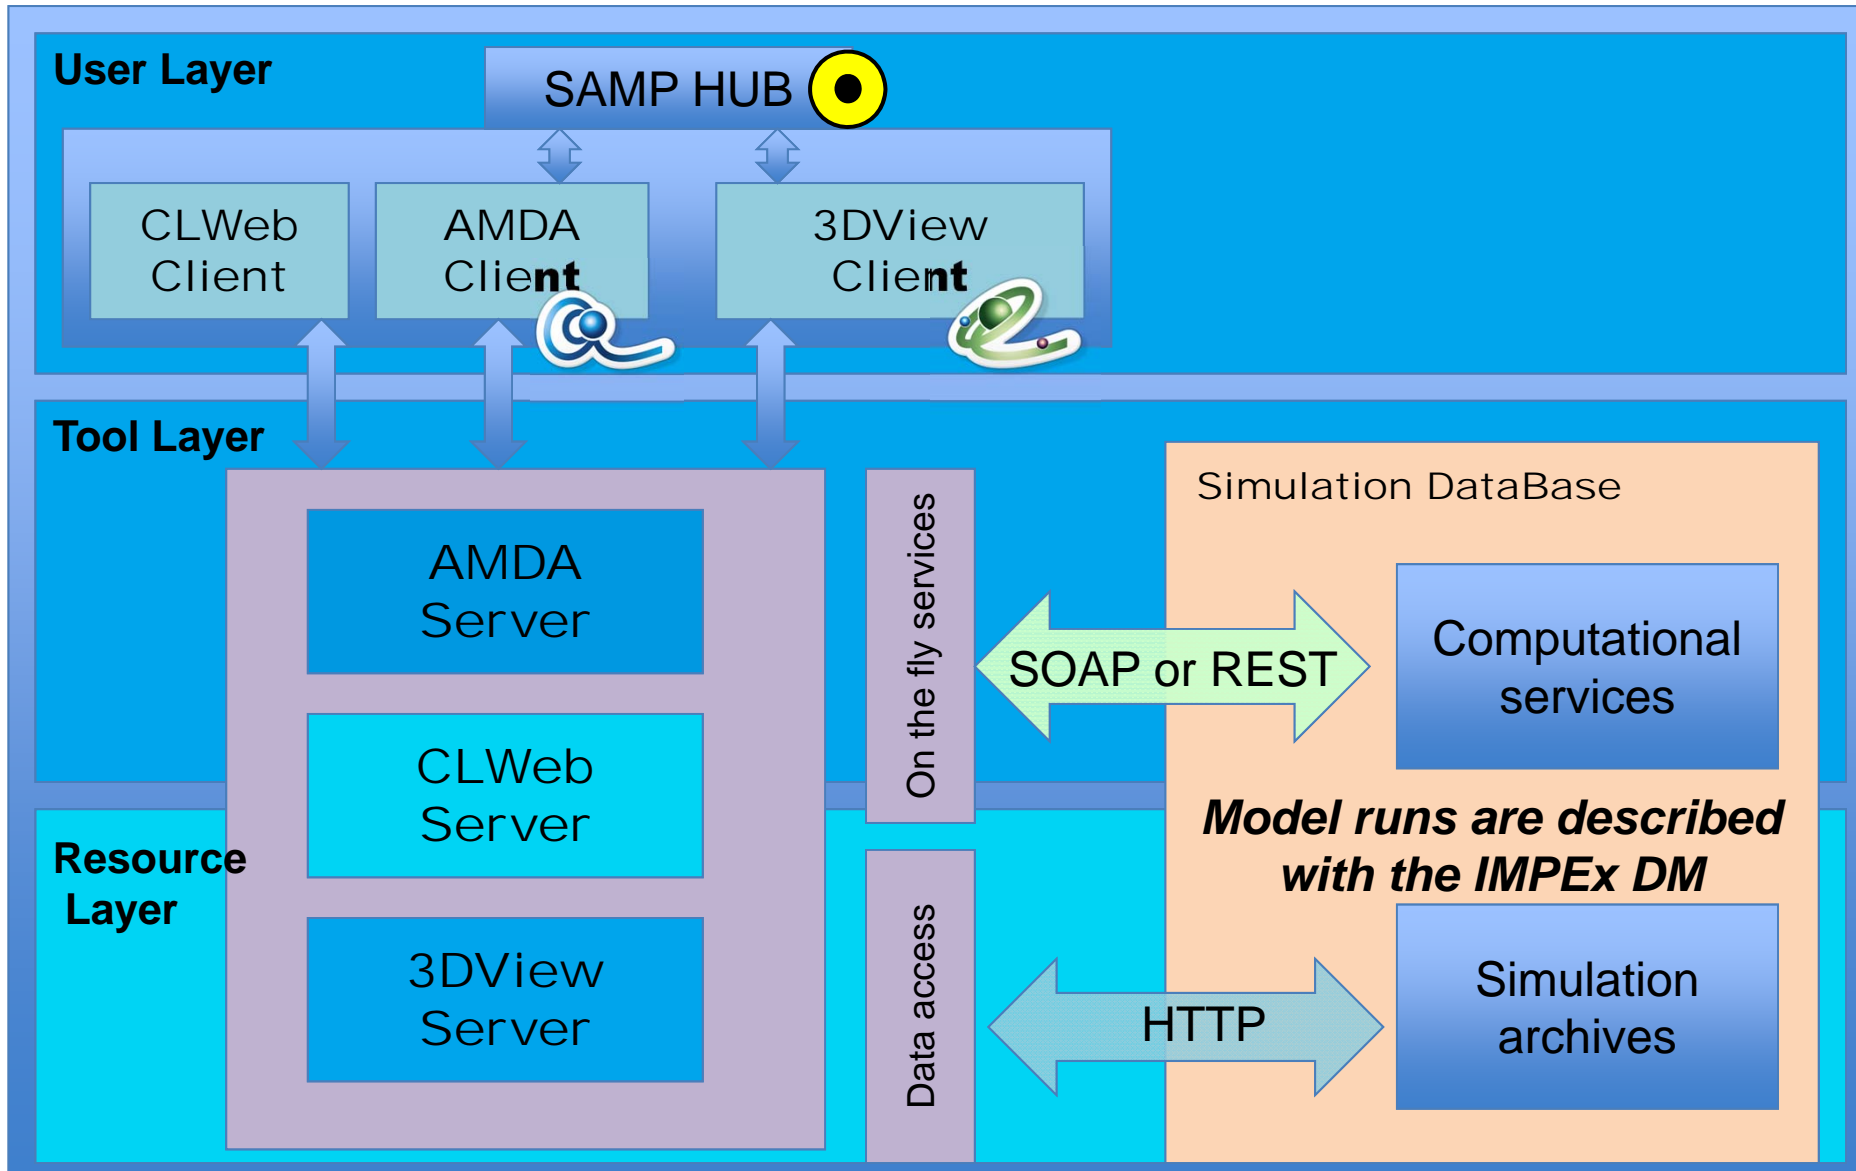 User Layer
SAMP HUB
CLWeb
Client
AMDA
Client
3DView
Client
Tool Layer
AMDA
Server
CLWeb
Server
3DView
Server
On the fly services
Simulation DataBase
SOAP or REST
Computational
services
Model runs are described
with the IMPEx DM
Resource
Layer
Data access
HTTP
Simulation
archives